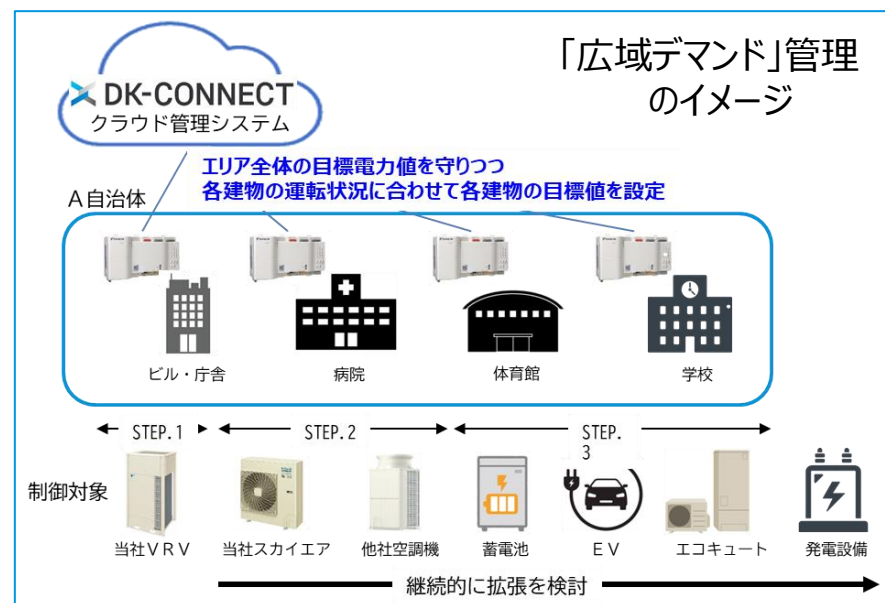 「広域デマンド」管理
のイメージ
DK-CONNECT
クラウド管理システム
エリア全体の目標電力値を守りつつ
各建物の運転状況に合わせて各建物の目標値を設定
A自治体
ビル・庁舎
病院
体育館
学校
STEP.1
STEP.2
STEP.
3
制御対象
当社VRV
当社スカイエア
他社空調機
蓄電池
EV
エコキュート
発電設備
継続的に拡張を検討